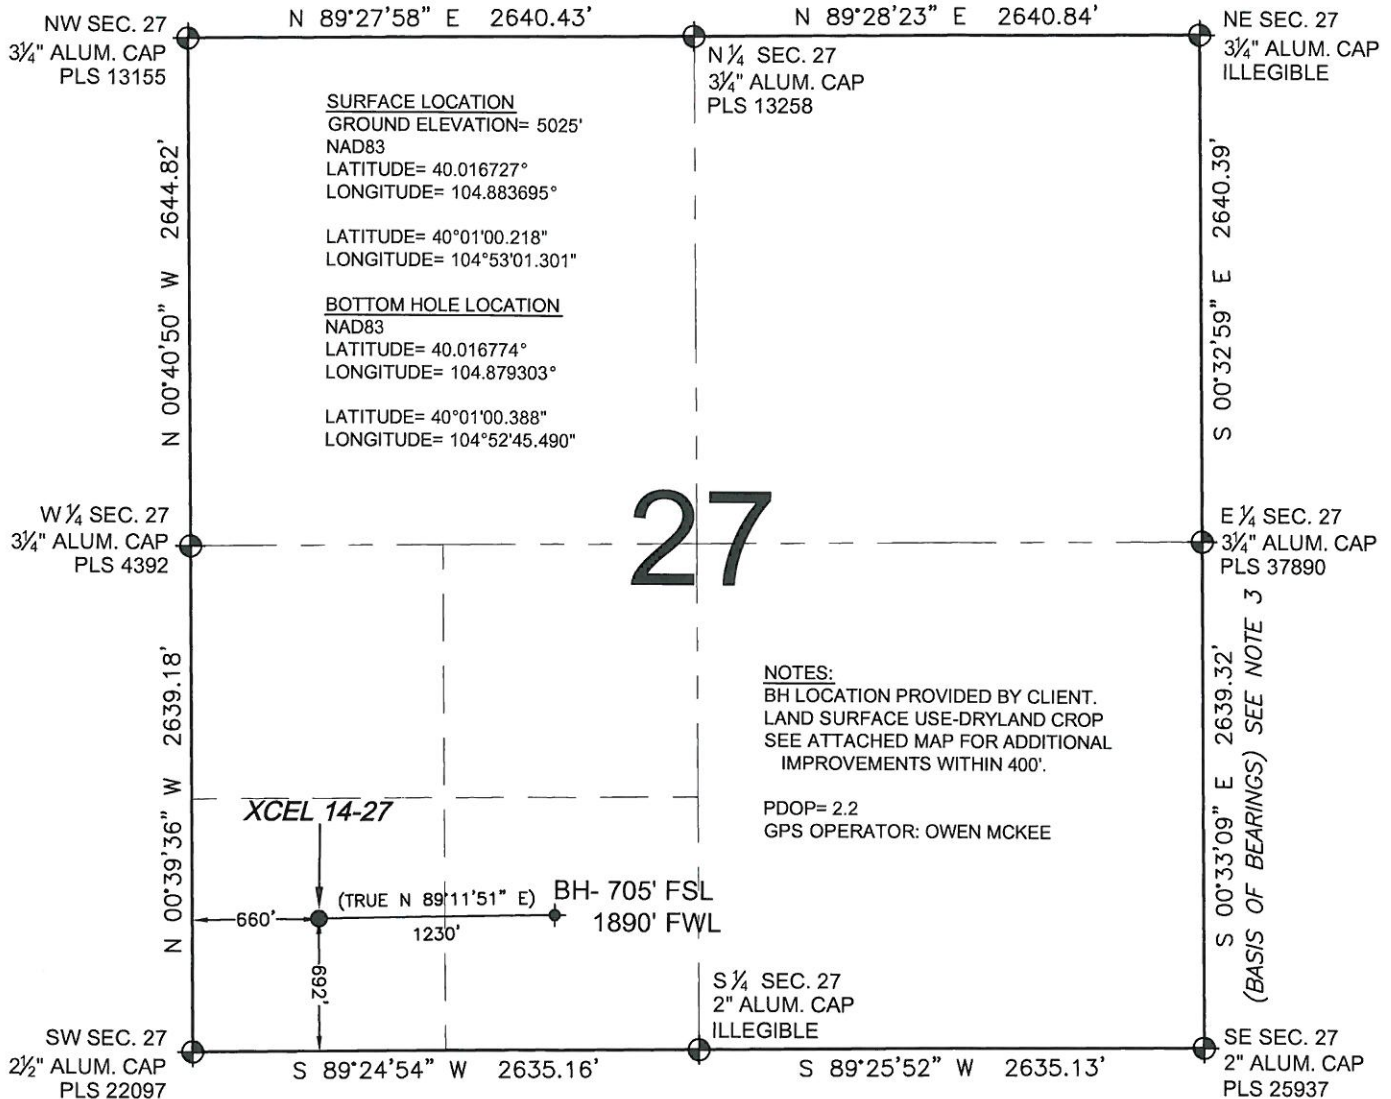 N 89°27'58" E 2640.43'
N 89°28'23" E 2640.84'
NW SEC. 27
3¼" ALUM. CAP
PLS 13155
N ¼ SEC. 27
3¼" ALUM. CAP
PLS 13258
NE SEC. 27
3¼" ALUM. CAP
ILLEGIBLE
SURFACE LOCATION
GROUND ELEVATION= 5025'
NAD83
LATITUDE= 40.016727°
LONGITUDE= 104.883695°
LATITUDE= 40°01'00.218"
LONGITUDE= 104°53'01.301"
BOTTOM HOLE LOCATION
NAD83
LATITUDE= 40.016774°
LONGITUDE= 104.879303°
LATITUDE= 40°01'00.388"
LONGITUDE= 104°52'45.490"
N 00°40'50" W 2644.82'
S 00°32'59" E 2640.39'
W ¼ SEC. 27
3¼" ALUM. CAP
PLS 4392
27
E ¼ SEC. 27
3¼" ALUM. CAP
PLS 37890
N 00°39'36" W 2639.18'
NOTES:
BH LOCATION PROVIDED BY CLIENT.
LAND SURFACE USE-DRYLAND CROP
SEE ATTACHED MAP FOR ADDITIONAL
IMPROVEMENTS WITHIN 400'.
PDOP= 2.2
GPS OPERATOR: OWEN MCKEE
S 00°33'09" E 2639.32'
(BASIS OF BEARINGS) SEE NOTE 3
XCEL 14-27
(TRUE N 89°11'51" E)
1230'
BH- 705' FSL
1890' FWL
660'
692'
S ¼ SEC. 27
2" ALUM. CAP
ILLEGIBLE
SW SEC. 27
2½" ALUM. CAP
PLS 22097
S 89°24'54" W 2635.16'
S 89°25'52" W 2635.13'
SE SEC. 27
2" ALUM. CAP
PLS 25937